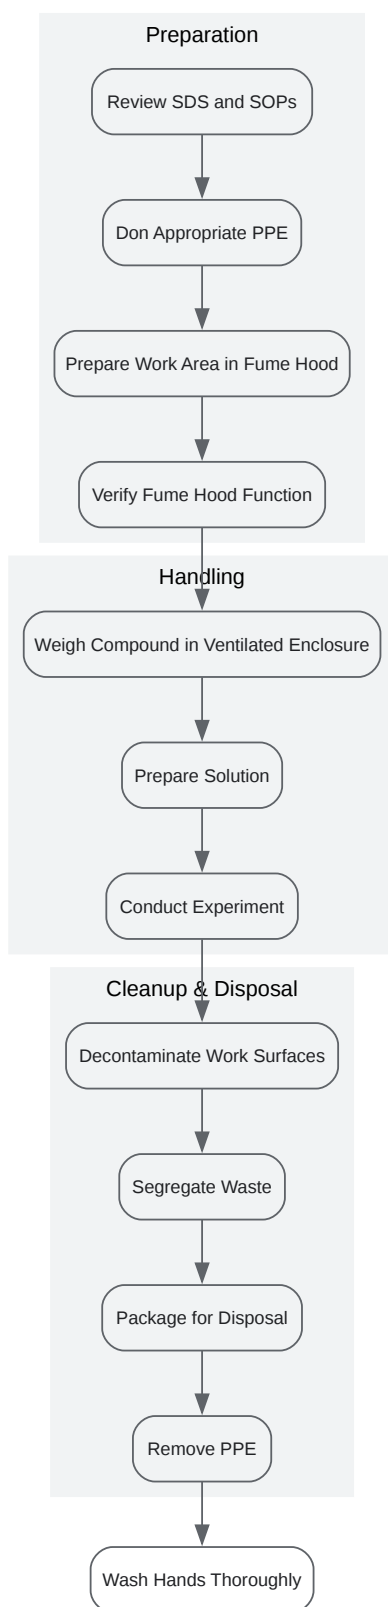 Preparation
Review SDS and SOPs
Don Appropriate PPE
Prepare Work Area in Fume Hood
Verify Fume Hood Function
Handling
Weigh Compound in Ventilated Enclosure
Prepare Solution
Conduct Experiment
Cleanup & Disposal
Decontaminate Work Surfaces
Segregate Waste
Package for Disposal
Remove PPE
Wash Hands Thoroughly